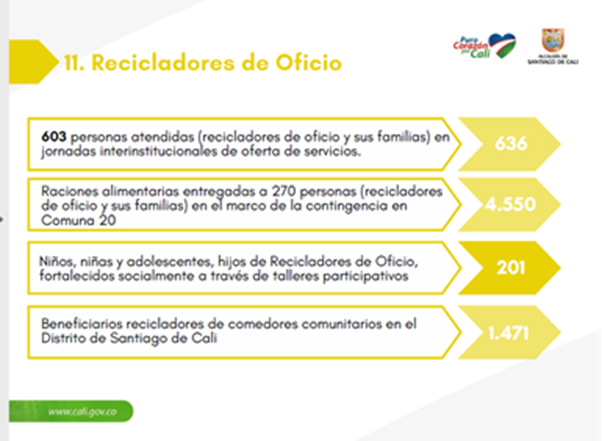 Puro
Corazón
por
Cali
ALCALDÍA DE
SANTIAGO DE CALI
11. Recicladores de Oficio
603 personas atendidas (recicladores de oficio y sus familias) en
jornadas interinstitucionales de oferta de servicios.
636
Raciones alimentarias entregadas a 270 personas (recicladores
de oficio y sus familias) en el marco de la contingencia en
Comuna 20
4.550
Niños, niñas y adolescentes, hijos de Recicladores de Oficio,
fortalecidos socialmente a través de talleres participativos
201
Beneficiarios recicladores de comedores comunitarios en el
Distrito de Santiago de Cali
1.471
www.cali.gov.co